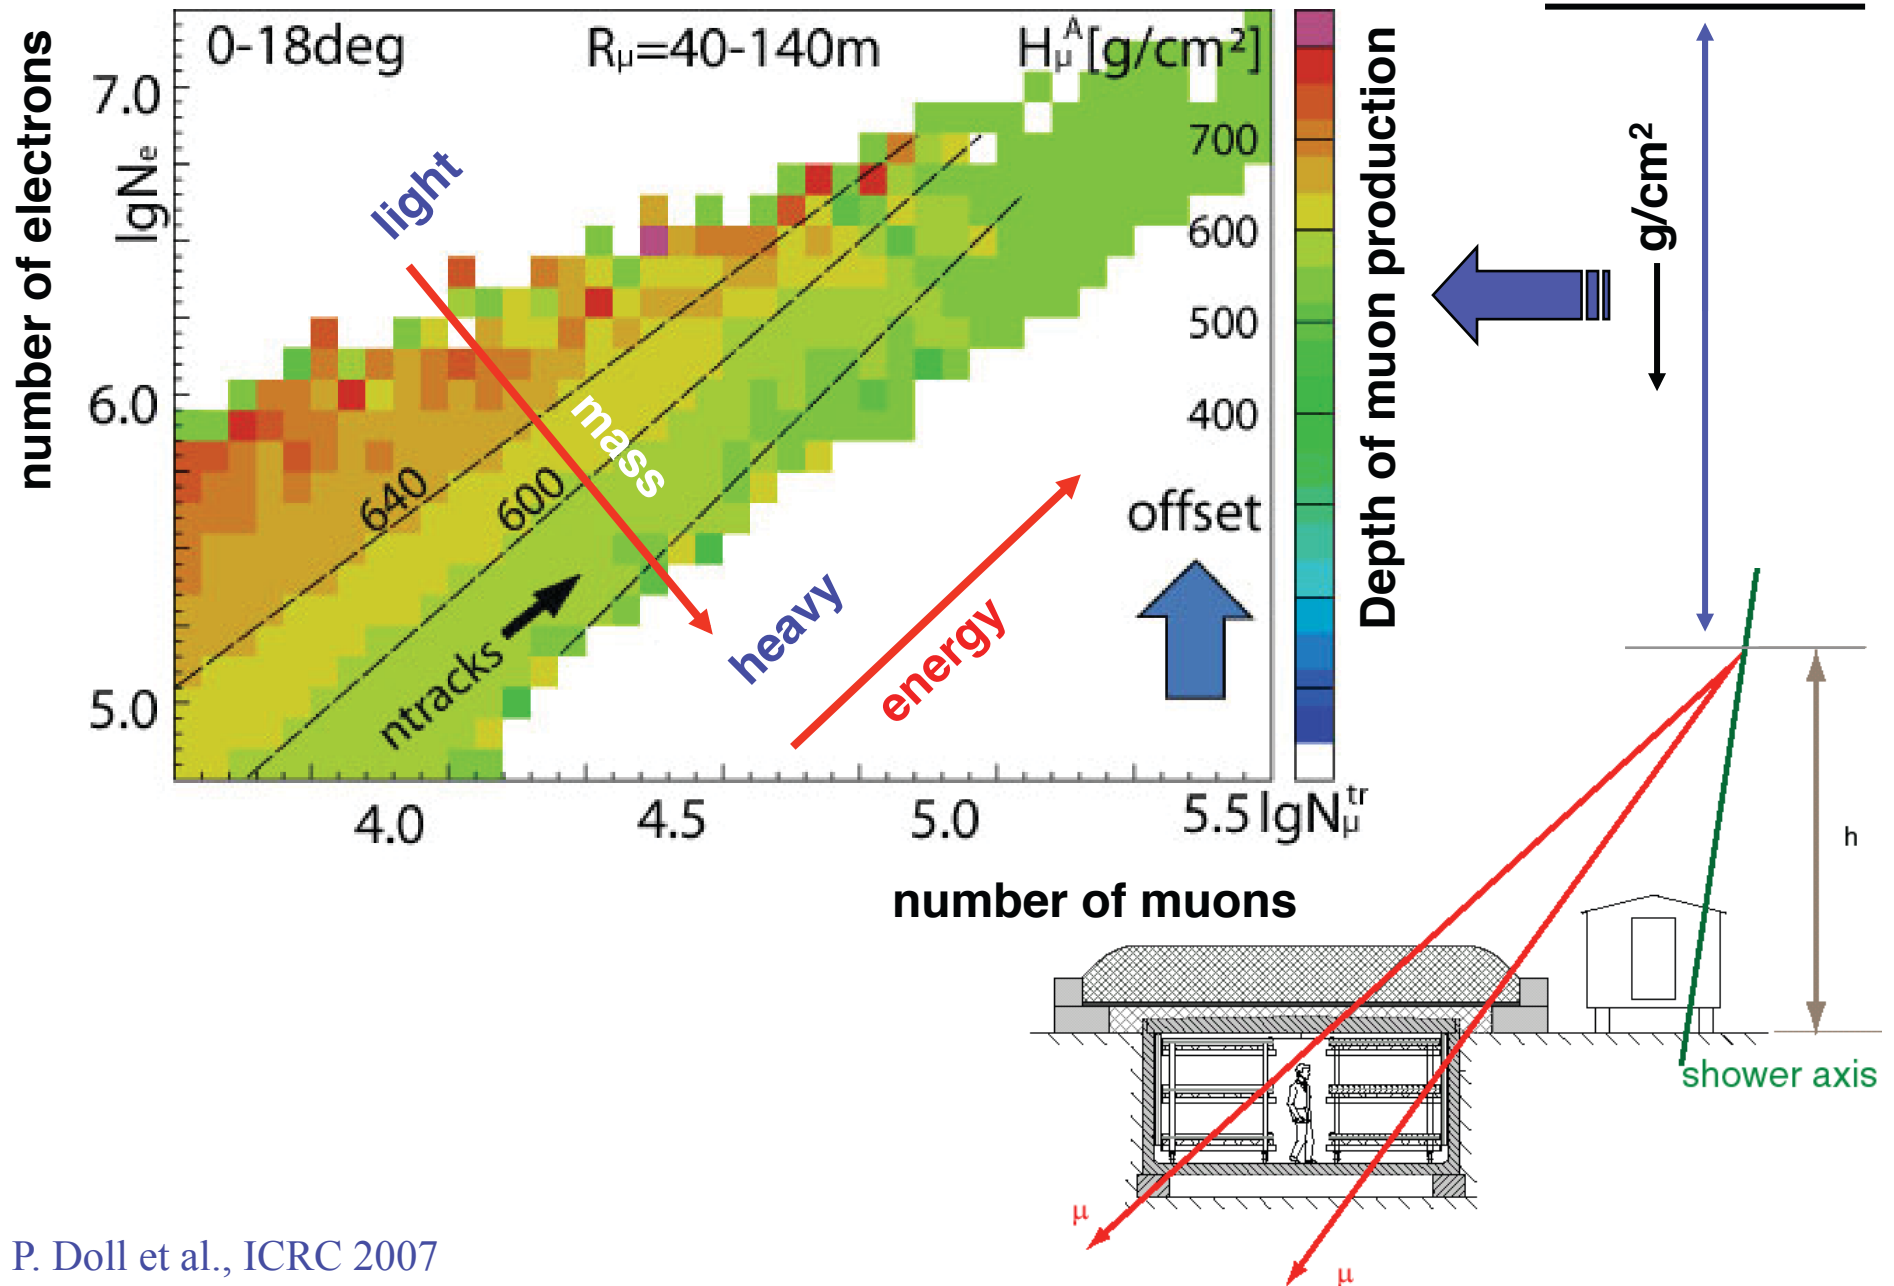 0-18deg
Rμ=40-140m
HμA[g/cm²]
number of electrons
lgNe
7.0
6.0
5.0
light
mass
heavy
energy
640
600
ntracks
offset
700
600
500
400
Depth of muon production
g/cm²
4.0
4.5
5.0
5.5
lgNμtr
number of muons
h
shower axis
μ
μ
P. Doll et al., ICRC 2007